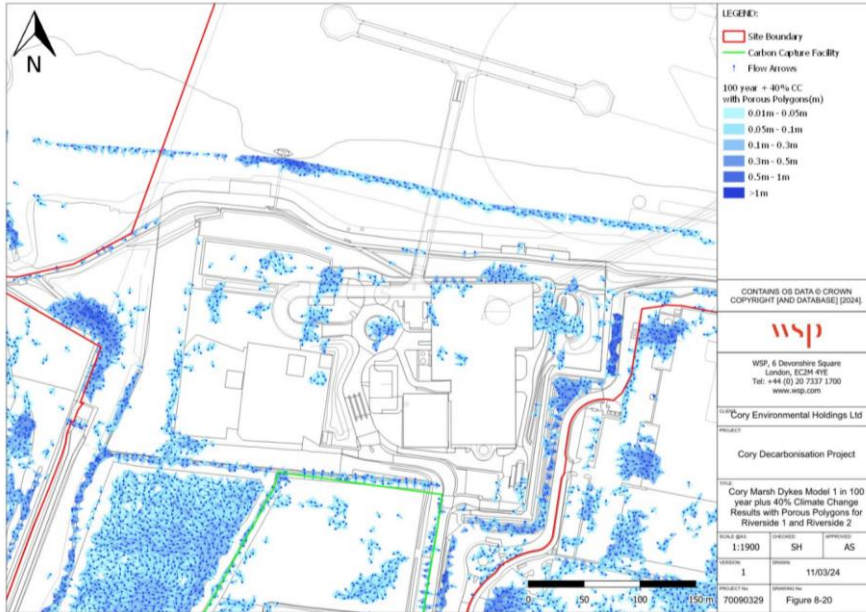 N
LEGEND:
Site Boundary
Carbon Capture Facility
Flow Arrows
100 year + 40% CC
with Porous Polygons(m)
0.01m - 0.05m
0.05m - 0.1m
0.1m - 0.3m
0.3m - 0.5m
0.5m - 1m
>1m
CONTAINS OS DATA © CROWN
COPYRIGHT [AND DATABASE] [2024].
wsp
WSP, 6 Devonshire Square
London, EC2M 4YE
Tel: +44 (0) 20 7337 1700
www.wsp.com
CLIENT
Cory Environmental Holdings Ltd
PROJECT
Cory Decarbonisation Project
TITLE
Cory Marsh Dykes Model 1 in 100
year plus 40% Climate Change
Results with Porous Polygons for
Riverside 1 and Riverside 2
SCALE @A3 CHECKED APPROVED
1:1900 SH AS
VERSION DRAWN
1 11/03/24
PROJECT No DRAWING No
70090329 Figure 8-20
0 50 100 150 m